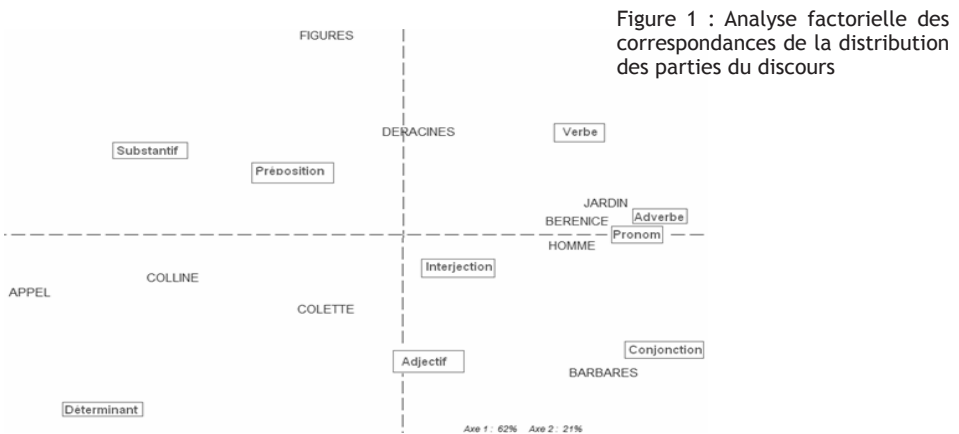 Figure 1 : Analyse factorielle des
correspondances de la distribution
des parties du discours
FIGURES
DERACINES
Verbe
Substantif
Préposition
JARDIN
BERENICE
Adverbe
Pronom
HOMME
Interjection
COLLINE
APPEL
COLETTE
Conjonction
Adjectif
BARBARES
Déterminant
Axe 1 : 62% Axe 2 : 21%